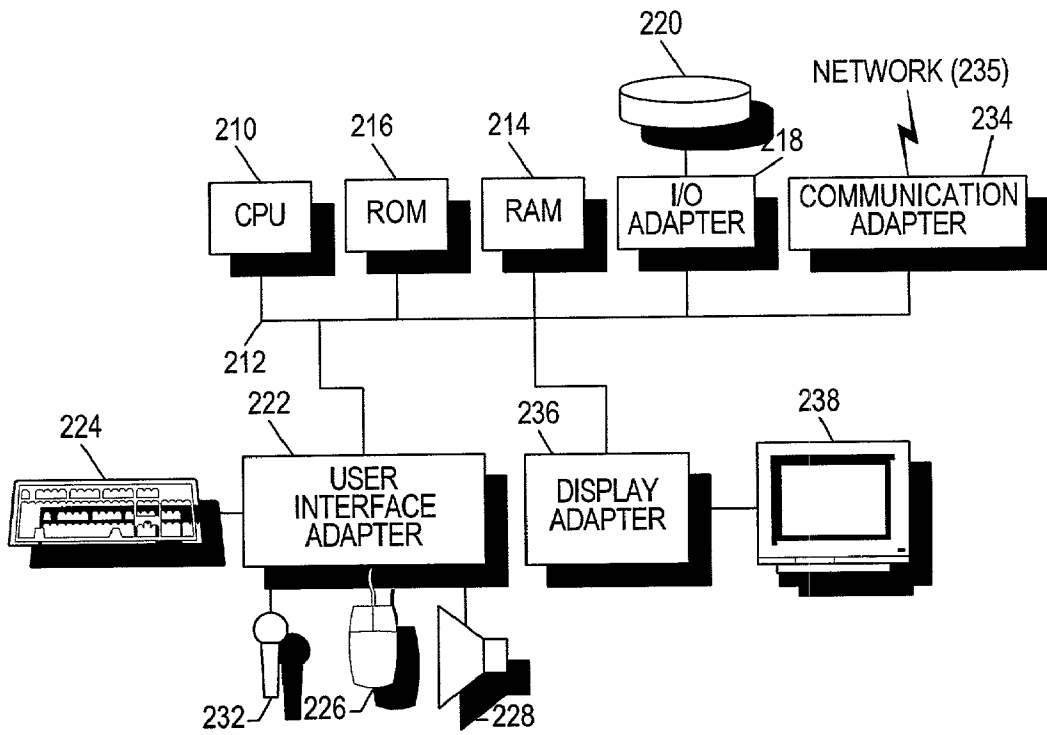 220
NETWORK (235)
210
216
214
218
234
CPU
ROM
RAM
I/O
ADAPTER
COMMUNICATION
ADAPTER
212
224
222
236
238
USER
INTERFACE
ADAPTER
DISPLAY
ADAPTER
232
226
228